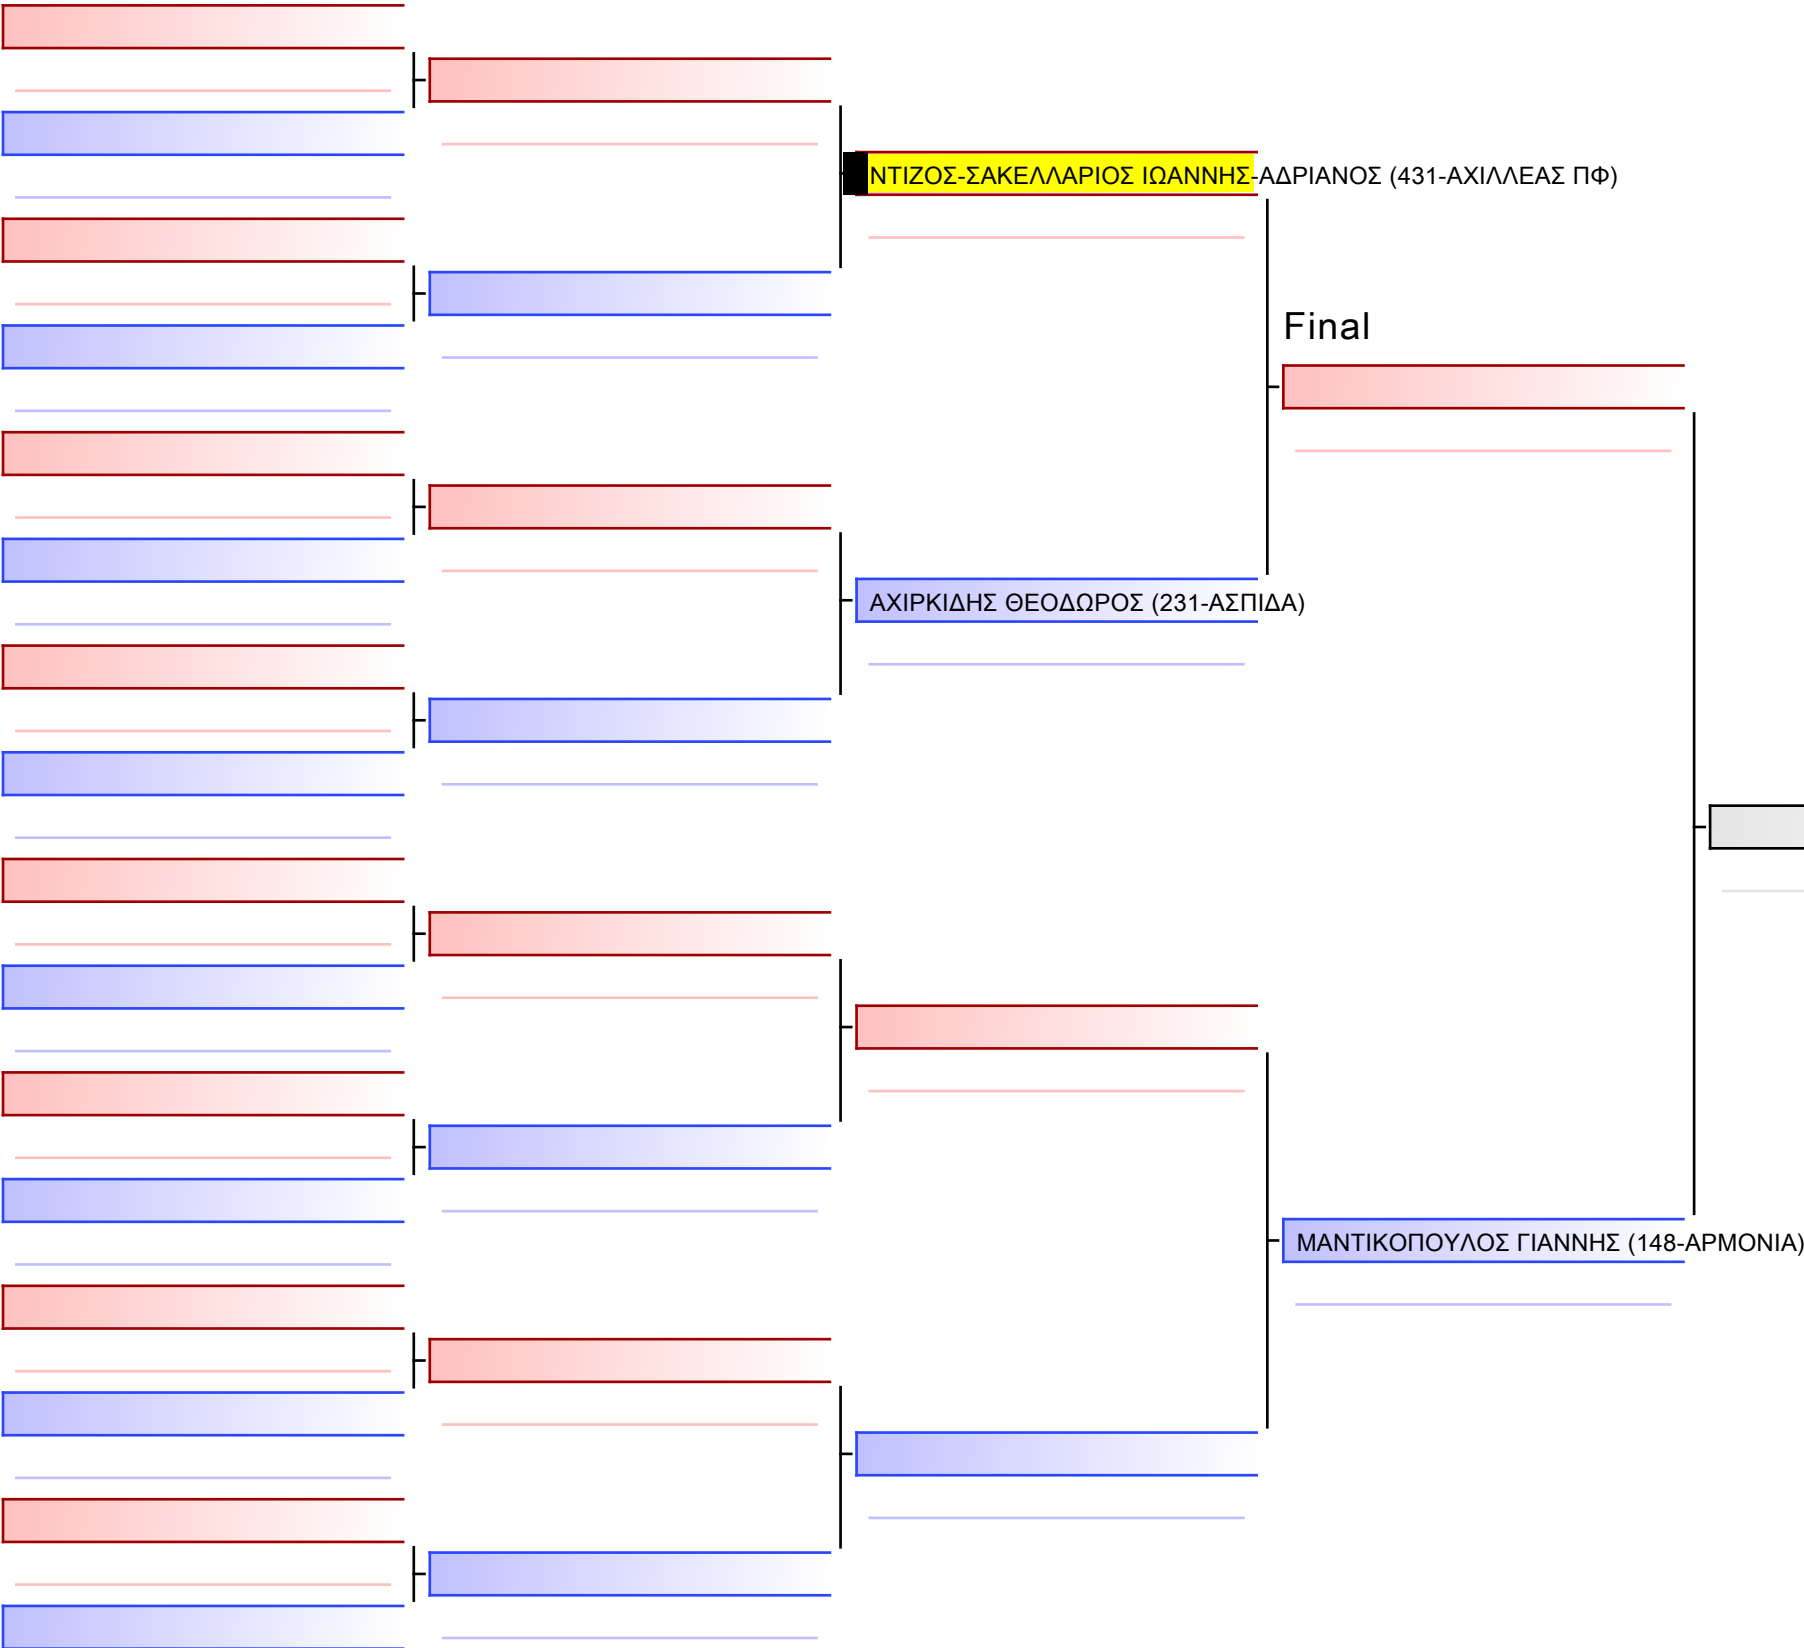 ΝΤΙΖΟΣ-ΣΑΚΕΛΛΑΡΙΟΣ ΙΩΑΝΝΗΣ-ΑΔΡΙΑΝΟΣ (431-ΑΧΙΛΛΕΑΣ ΠΦ)
Final
ΑΧΙΡΚΙΔΗΣ ΘΕΟΔΩΡΟΣ (231-ΑΣΠΙΔΑ)
ΜΑΝΤΙΚΟΠΟΥΛΟΣ ΓΙΑΝΝΗΣ (148-ΑΡΜΟΝΙΑ)